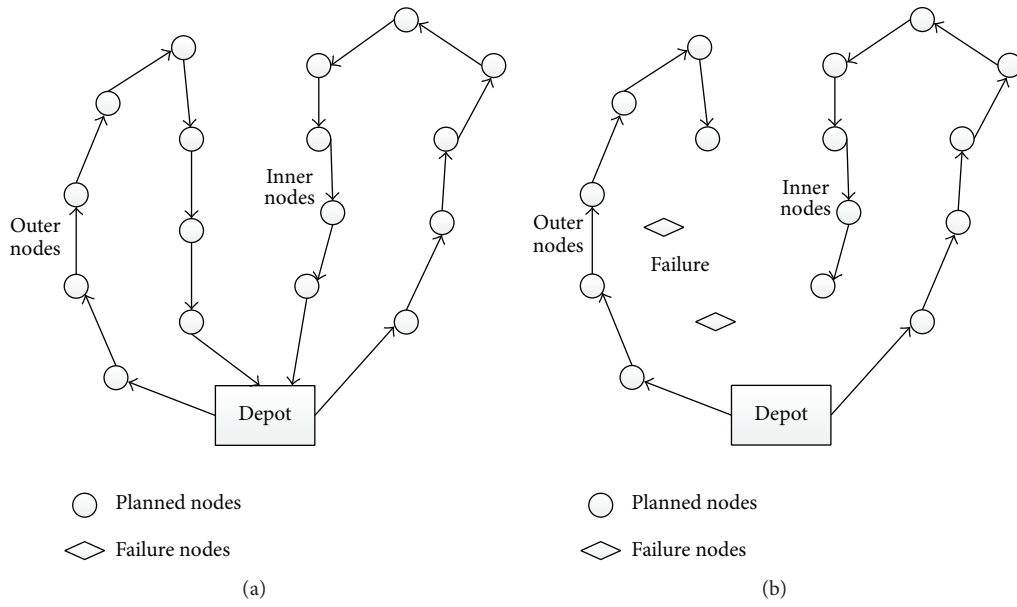 Outer
nodes
Inner
nodes
Depot
Planned nodes
Failure nodes
(a)
Outer
nodes
Failure
Inner
nodes
Depot
Planned nodes
Failure nodes
(b)